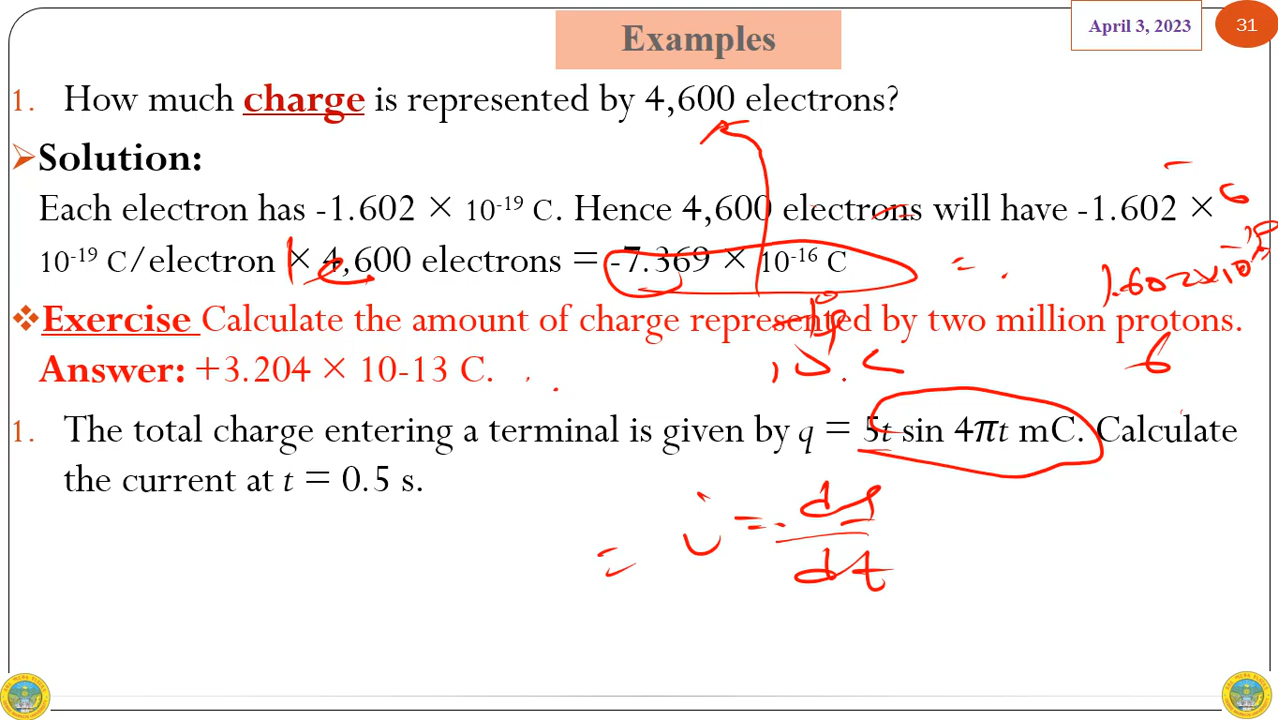 April 3, 2023
31
Examples
1. How much charge is represented by 4,600 electrons?
➢ Solution:
Each electron has -1.602 × 10⁻¹⁹ C. Hence 4,600 electrons will have -1.602 ×
10⁻¹⁹ C/electron × 4,600 electrons = -7.369 × 10⁻¹⁶ C
❖ Exercise Calculate the amount of charge represented by two million protons.
Answer: +3.204 × 10-13 C.
1. The total charge entering a terminal is given by q = 5t sin 4πt mC. Calculate
the current at t = 0.5 s.
= i = dq
dt